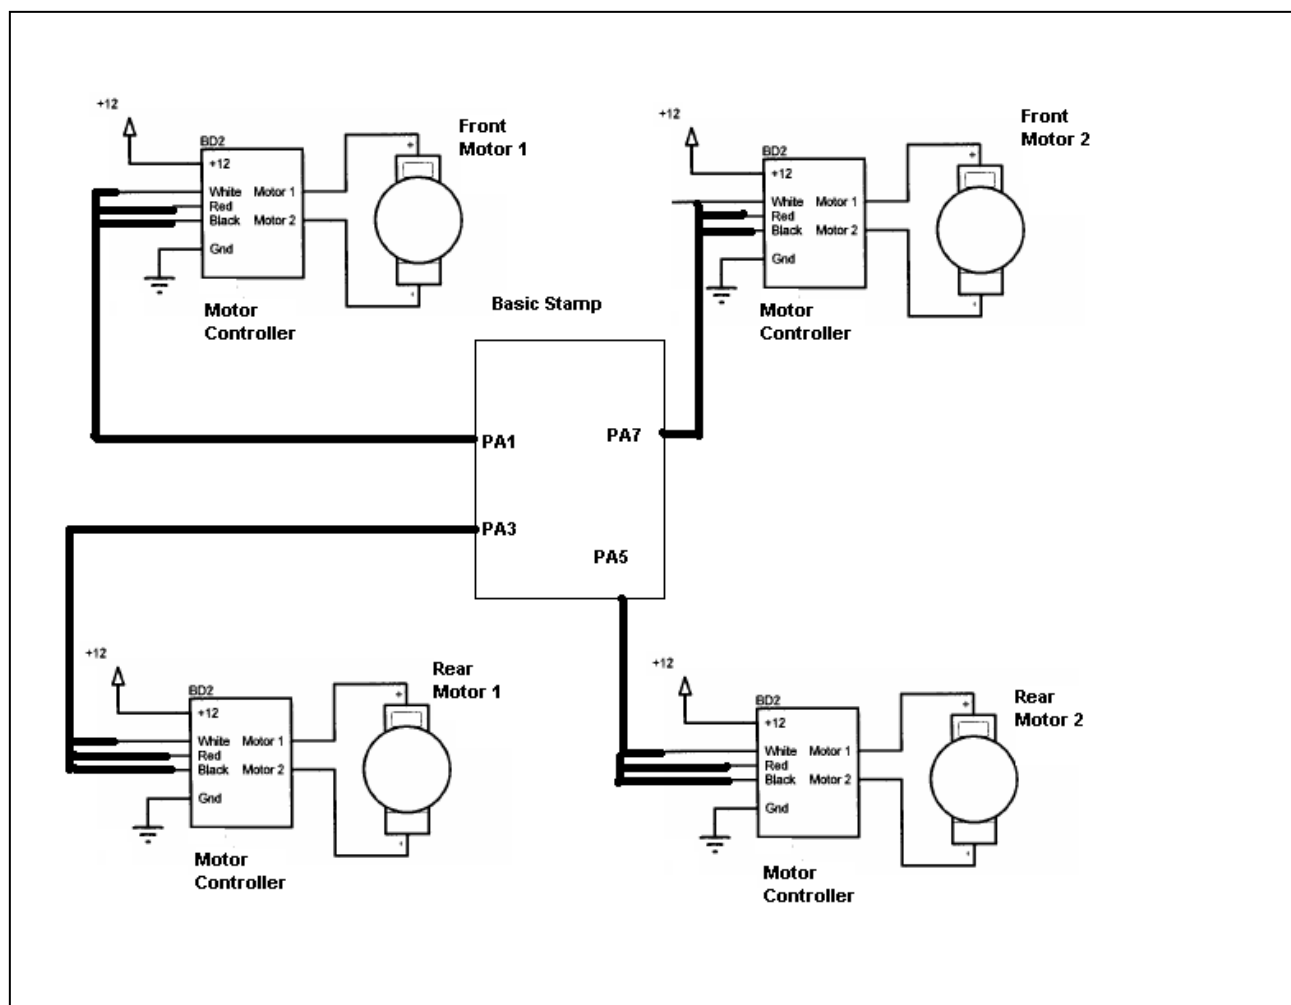 +12
BD2
+12
White Motor 1
Red
Black Motor 2
Gnd
+
Front
Motor 1
Motor
Controller
+12
BD2
+12
White Motor 1
Red
Black Motor 2
Gnd
+
Front
Motor 2
Motor
Controller
Basic Stamp
PA1
PA7
PA3
PA5
+12
BD2
+12
White Motor 1
Red
Black Motor 2
Gnd
+
Rear
Motor 1
Motor
Controller
+12
BD2
+12
White Motor 1
Red
Black Motor 2
Gnd
+
Rear
Motor 2
Motor
Controller